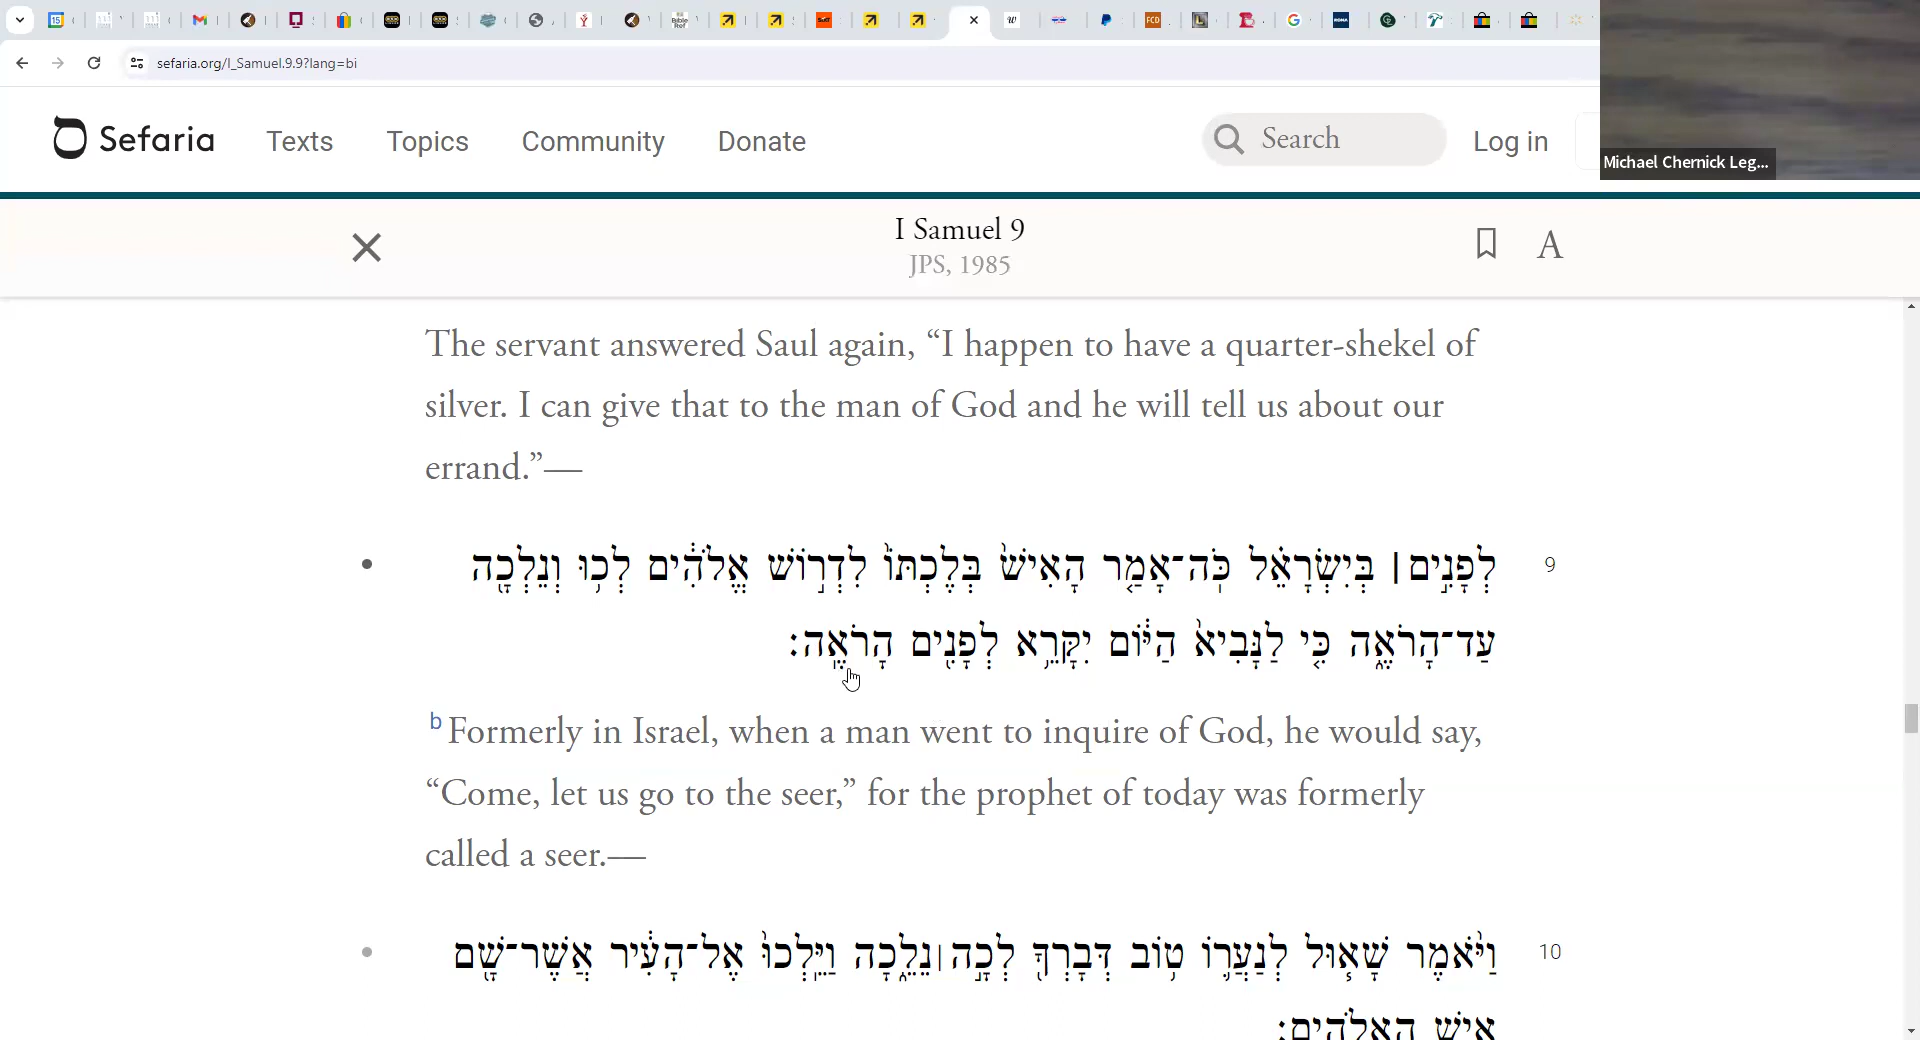 sefaria.org/I_Samuel.9.9?lang=bi
Sefaria Texts Topics Community Donate Search Log in
Michael Chernick Leg...
I Samuel 9
JPS, 1985
The servant answered Saul again, “I happen to have a quarter-shekel of
silver. I can give that to the man of God and he will tell us about our
errand.”—
9
לְפָנִ֣ים ׀ בְּיִשְׂרָאֵ֗ל כֹּֽה־אָמַ֤ר הָאִישׁ֙ בְּלֶכְתּוֹ֙ לִדְר֣וֹשׁ אֱלֹהִ֔ים לְכ֥וּ וְנֵלְכָ֖ה
עַד־הָרֹאֶ֑ה כִּ֤י לַנָּבִיא֙ הַיּ֔וֹם יִקָּרֵ֥א לְפָנִ֖ים הָרֹאֶֽה׃
b Formerly in Israel, when a man went to inquire of God, he would say,
“Come, let us go to the seer,” for the prophet of today was formerly
called a seer.—
10
וַיֹּ֨אמֶר שָׁא֧וּל לְנַעֲר֛וֹ ט֥וֹב דְּבָרְךָ֖ לְכָ֣ה ׀ נֵלֵ֑כָה וַיֵּֽלְכוּ֙ אֶל־הָעִ֔יר אֲשֶׁר־שָׁ֖ם
אִ֥ישׁ הָאֱלֹהִֽים׃